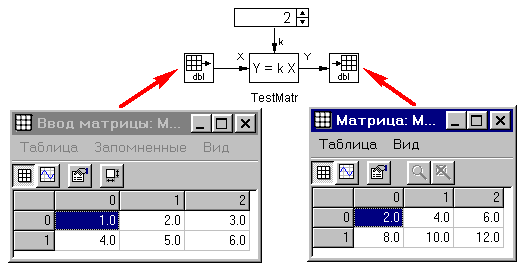 2
k
X
Y
dbl
Y = k X
dbl
TestMatr
Ввод матрицы: М...
Таблица Запомненные Вид
0 1 2
0 1.0 2.0 3.0
1 4.0 5.0 6.0
Матрица: М...
Таблица Вид
0 1 2
0 2.0 4.0 6.0
1 8.0 10.0 12.0